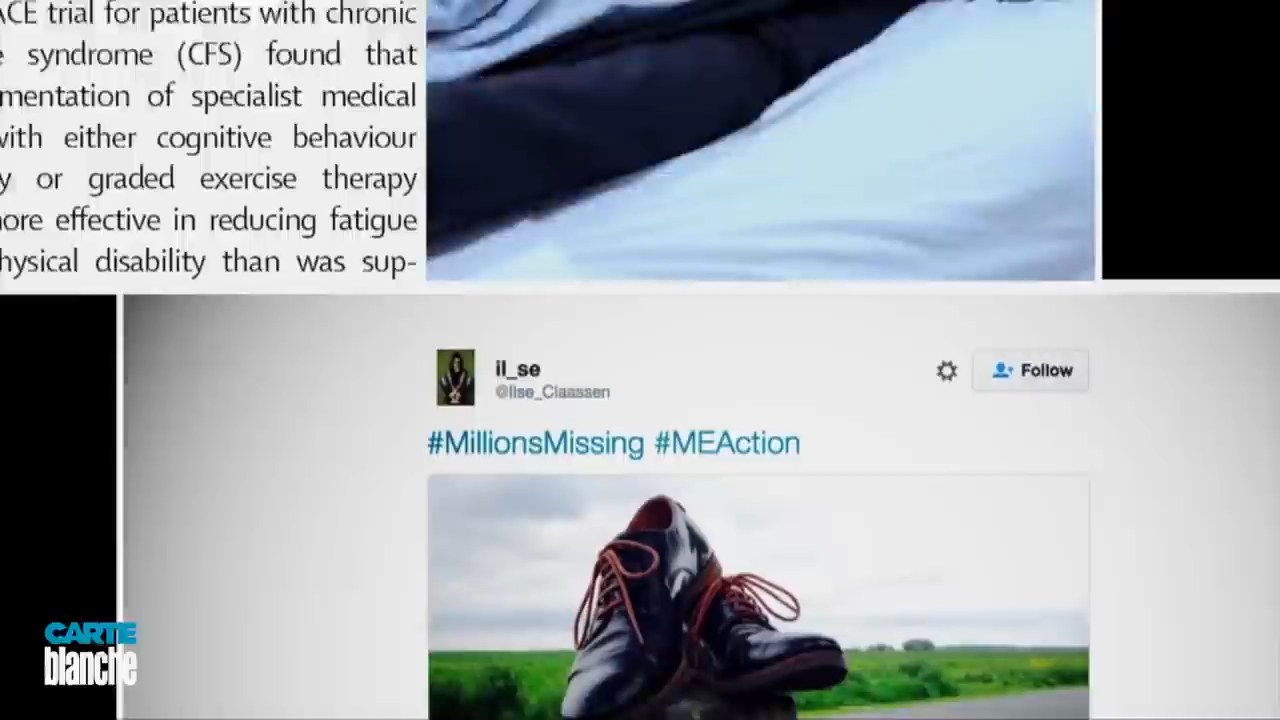 ACE trial for patients with chronic
syndrome (CFS) found that
mentation of specialist medical
with either cognitive behaviour
y or graded exercise therapy
more effective in reducing fatigue
hysical disability than was sup-
il_se
@Ilse_Claassen
Follow
#MillionsMissing #MEAction
CARTE
blanche